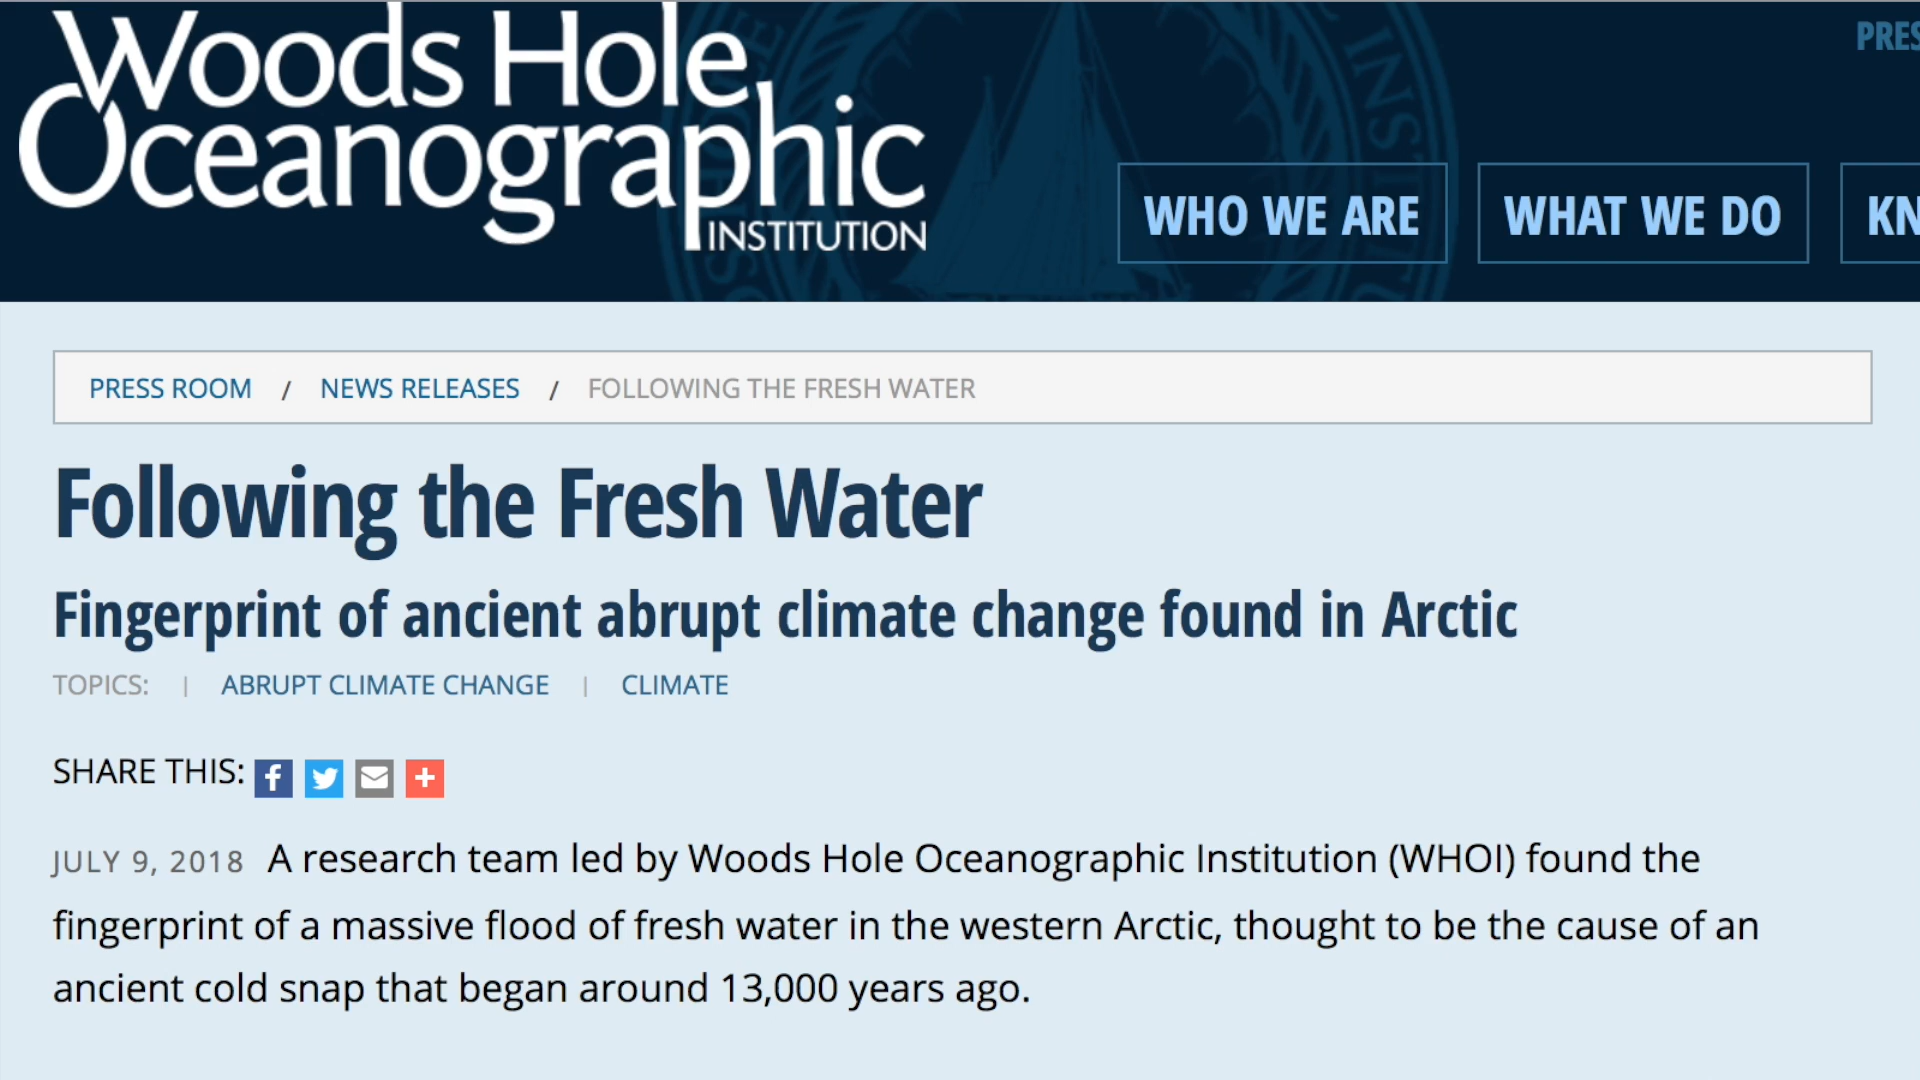 Woods Hole
Oceanographic
INSTITUTION
PRES
WHO WE ARE
WHAT WE DO
KN
PRESS ROOM / NEWS RELEASES / FOLLOWING THE FRESH WATER
Following the Fresh Water
Fingerprint of ancient abrupt climate change found in Arctic
TOPICS: | ABRUPT CLIMATE CHANGE | CLIMATE
SHARE THIS:
JULY 9, 2018 A research team led by Woods Hole Oceanographic Institution (WHOI) found the
fingerprint of a massive flood of fresh water in the western Arctic, thought to be the cause of an
ancient cold snap that began around 13,000 years ago.